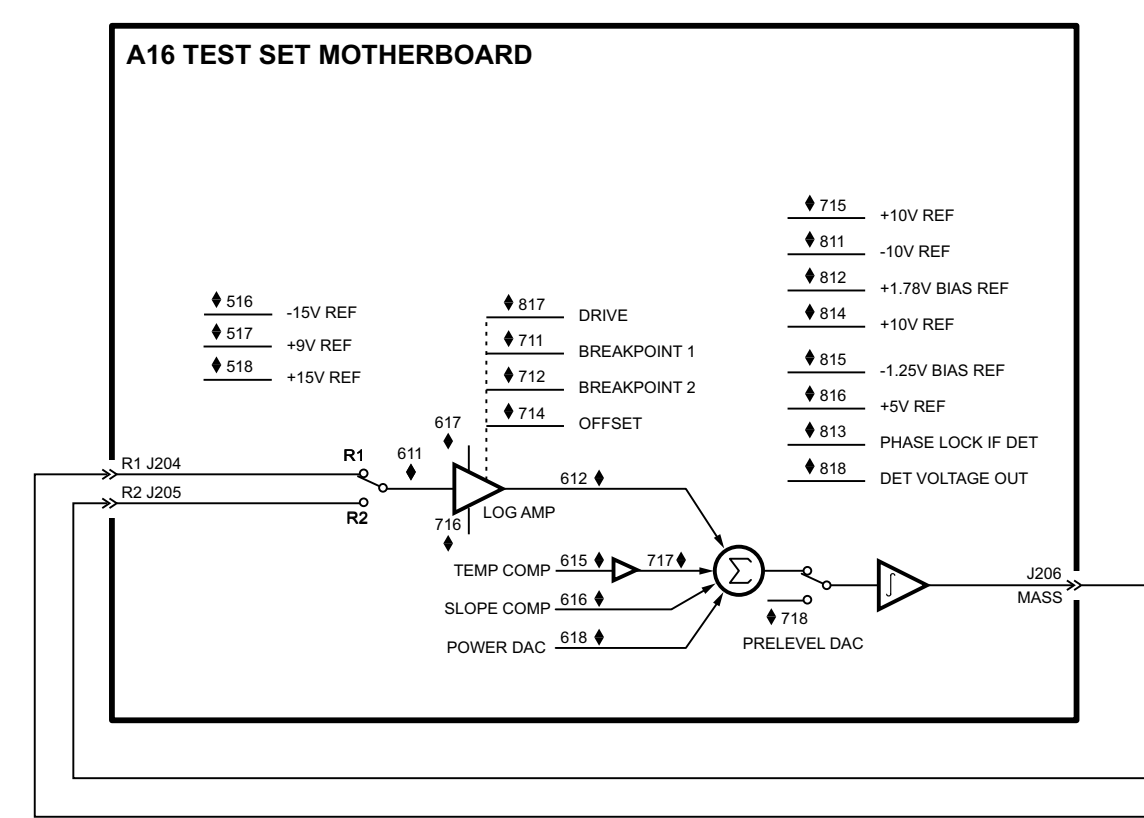 A16 TEST SET MOTHERBOARD
715 +10V REF
811 -10V REF
812 +1.78V BIAS REF
814 +10V REF
815 -1.25V BIAS REF
816 +5V REF
813 PHASE LOCK IF DET
818 DET VOLTAGE OUT
516 -15V REF
517 +9V REF
518 +15V REF
817 DRIVE
711 BREAKPOINT 1
712 BREAKPOINT 2
714 OFFSET
617
R1 J204
R1
611
R2 J205
R2
612
716
LOG AMP
TEMP COMP 615 717
Σ
∫
J206
MASS
SLOPE COMP 616
718
POWER DAC 618
PRELEVEL DAC